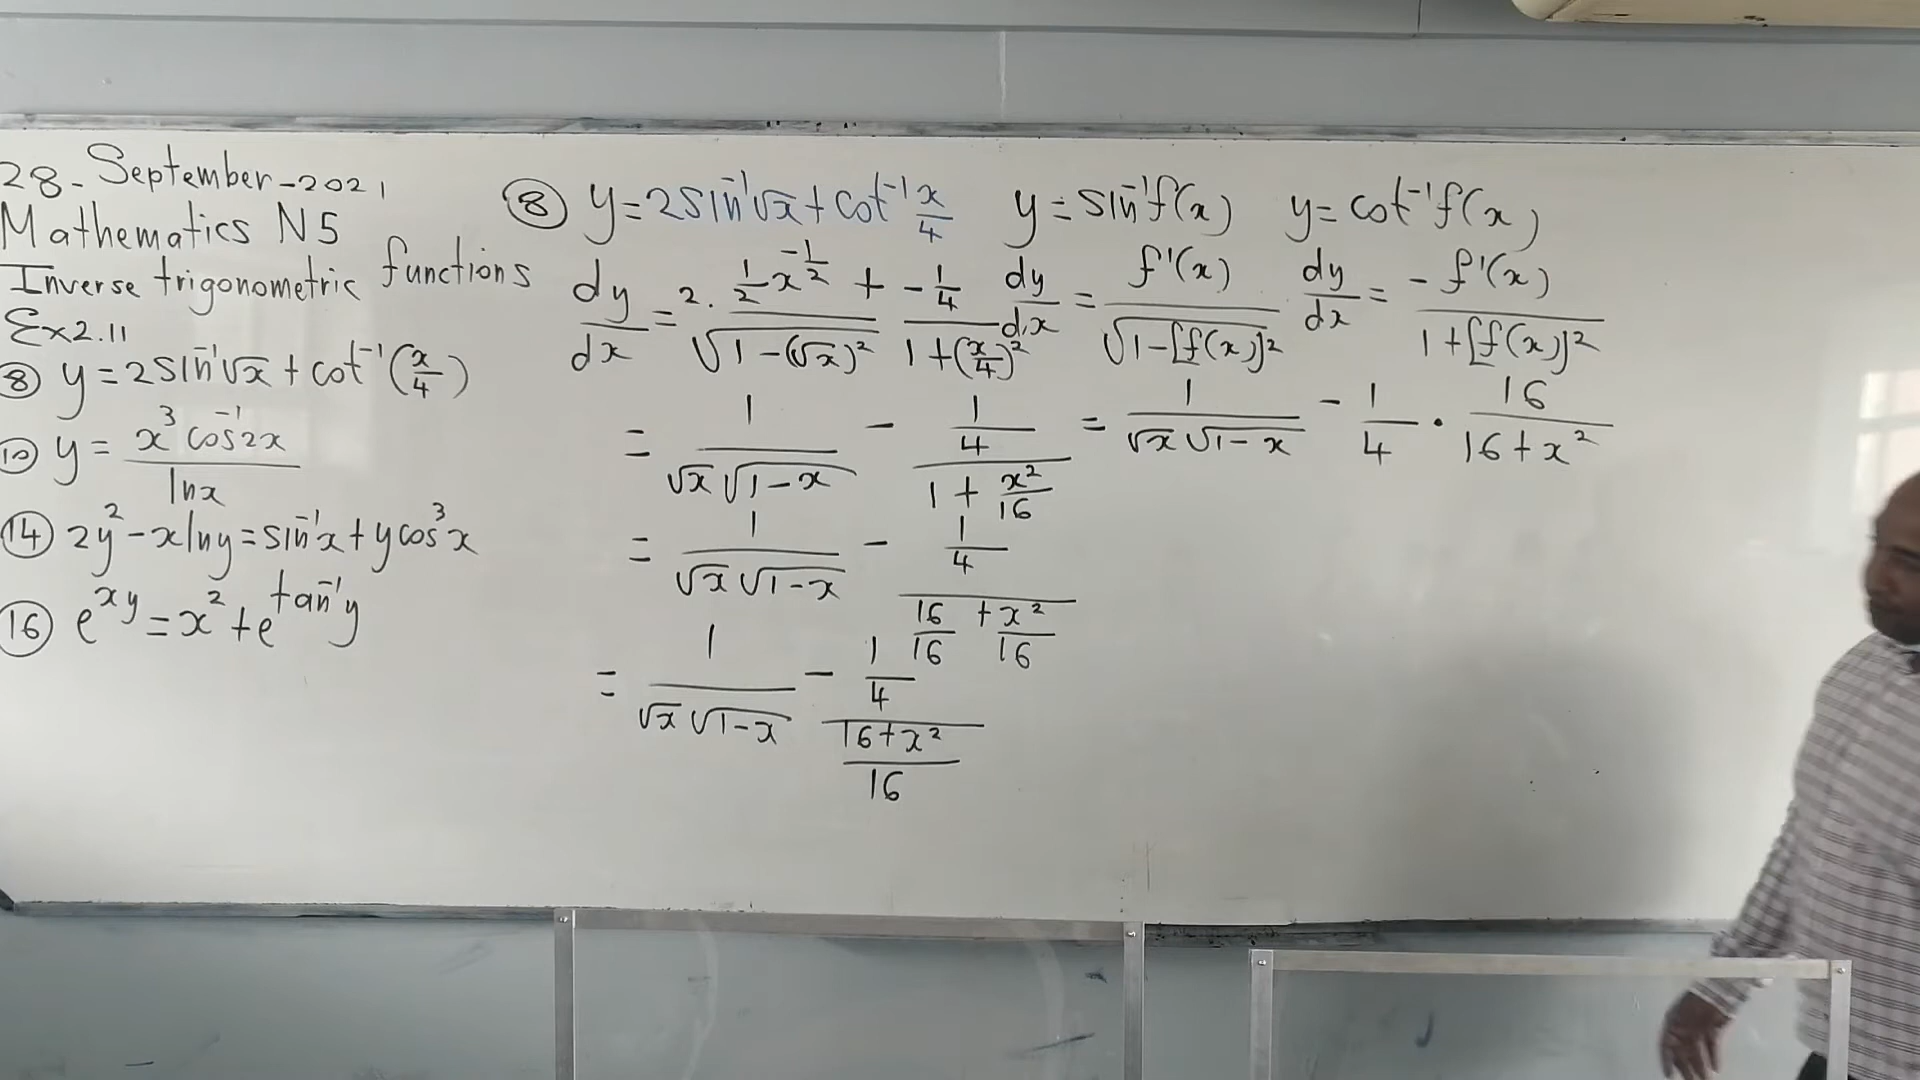 28-September-2021
Mathematics N5
Inverse trigonometric functions
Ex2.11
⑧ y=2sin⁻¹√x+cot⁻¹(x/4)
⑩ y= x³cos⁻¹2x/lnx
⑭ 2y²-xlny=sin⁻¹x+ycos³x
⑯ e^(xy)=x²+e^(tan⁻¹y)
⑧ y=2sin⁻¹√x+cot⁻¹ x/4
dy/dx = 2. (1/2 x^(-1/2))/(√(1-(√x)²)) + (-1/4)/(1+(x/4)²)
= 1/(√x√(1-x)) - (1/4)/(1+x²/16)
= 1/(√x√(1-x)) - (1/4)/(16/16+x²/16)
= 1/(√x√(1-x)) - (1/4)/((16+x²)/16)
y=sin⁻¹f(x)
dy/dx = f'(x)/√(1-[f(x)]²)
y=cot⁻¹f(x)
dy/dx = -f'(x)/(1+[f(x)]²)
= 1/(√x√(1-x)) - 1/4 · 16/(16+x²)